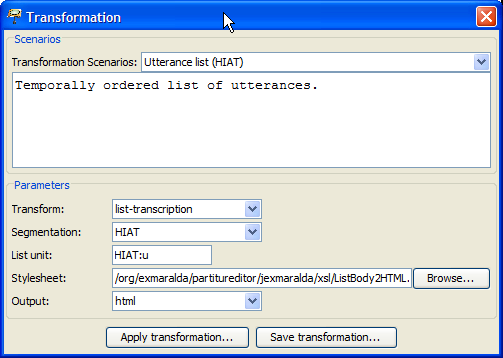 Transformation
Scenarios
Transformation Scenarios: Utterance list (HIAT)
Temporally ordered list of utterances.
Parameters
Transform: list-transcription
Segmentation: HIAT
List unit: HIAT:u
Stylesheet: /org/exmaralda/partitureditor/jexmaralda/xsl/ListBody2HTML. Browse...
Output: html
Apply transformation... Save transformation...